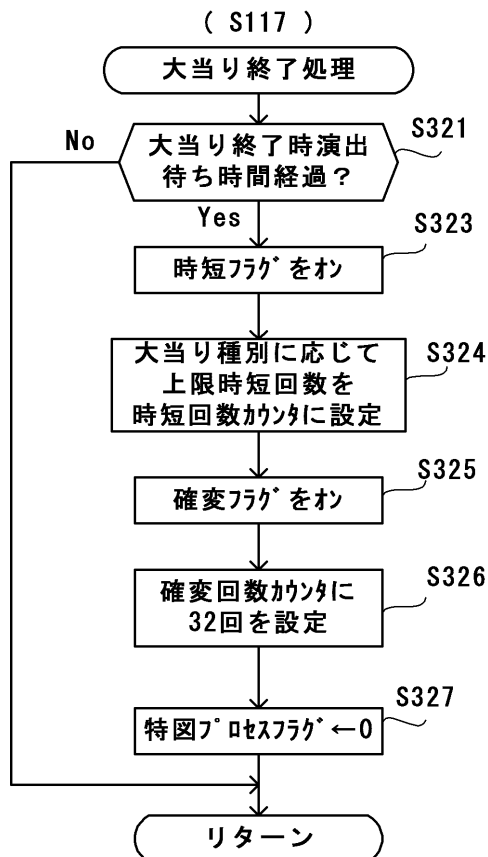 ( S117 )
大当り終了処理
S321
No
大当り終了時演出
待ち時間経過？
Yes
S323
時短ﾌﾗｸﾞをオン
S324
大当り種別に応じて
上限時短回数を
時短回数ｶｳﾝﾀに設定
S325
確変ﾌﾗｸﾞをオン
S326
確変回数ｶｳﾝﾀに
32回を設定
S327
特図ﾌﾟﾛｾｽﾌﾗｸﾞ←0
リターン